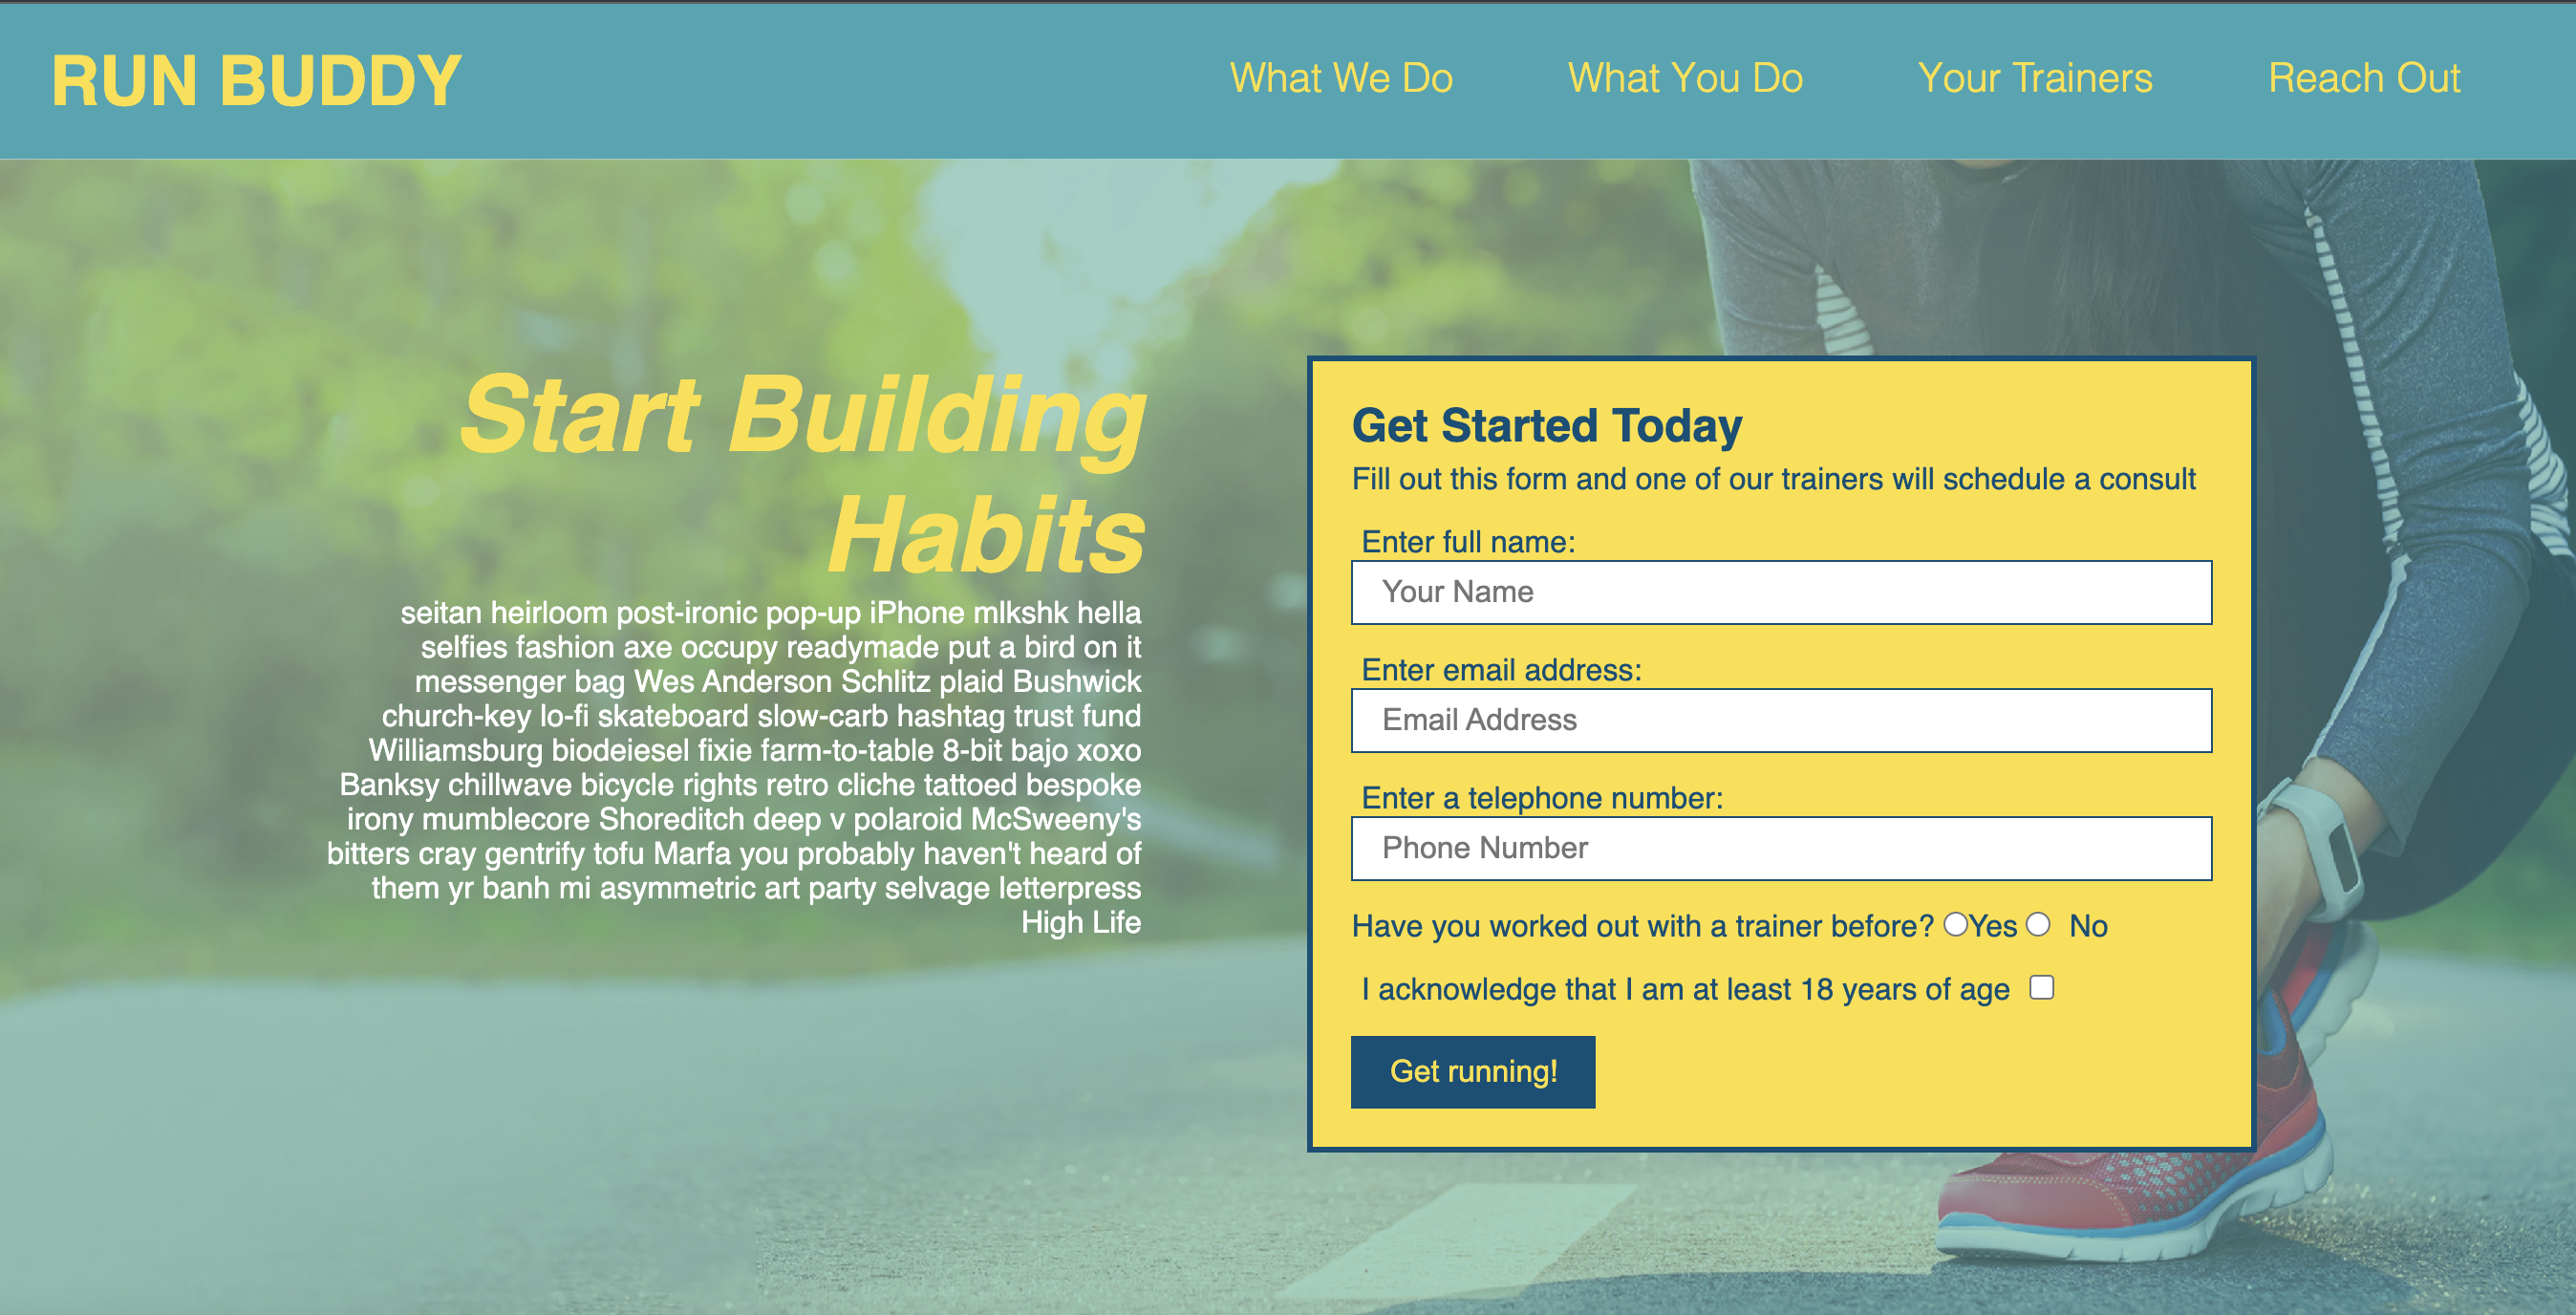 RUN BUDDY
What We Do
What You Do
Your Trainers
Reach Out
Start Building
Habits
seitan heirloom post-ironic pop-up iPhone mlkshk hella
selfies fashion axe occupy readymade put a bird on it
messenger bag Wes Anderson Schlitz plaid Bushwick
church-key lo-fi skateboard slow-carb hashtag trust fund
Williamsburg biodeiesel fixie farm-to-table 8-bit bajo xoxo
Banksy chillwave bicycle rights retro cliche tattoed bespoke
irony mumblecore Shoreditch deep v polaroid McSweeny's
bitters cray gentrify tofu Marfa you probably haven't heard of
them yr banh mi asymmetric art party selvage letterpress
High Life
Get Started Today
Fill out this form and one of our trainers will schedule a consult
Enter full name:
Your Name
Enter email address:
Email Address
Enter a telephone number:
Phone Number
Have you worked out with a trainer before? Yes No
I acknowledge that I am at least 18 years of age
Get running!